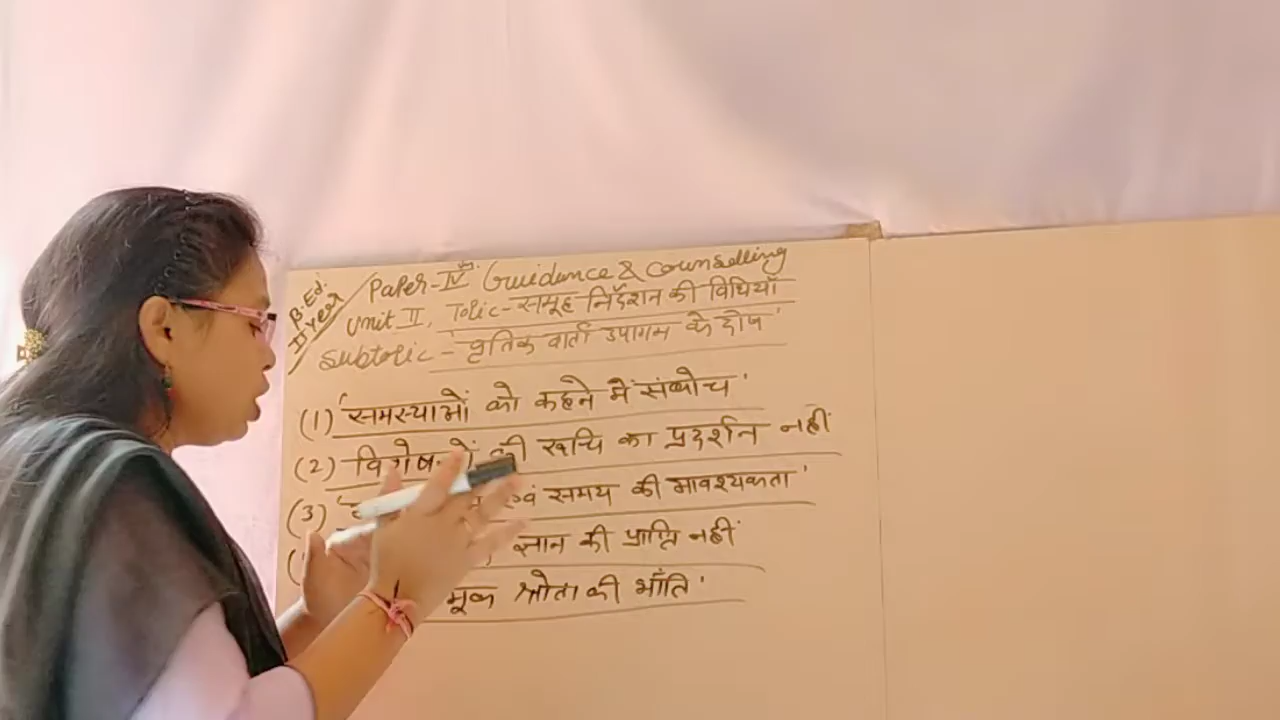 B.Ed. II year
Paper-IV Guidance & Counselling
Unit II, Topic-समूह निर्देशन की विधियाँ
Subtopic-वृतिक वार्ता उपागम के दोष'
(1) 'समस्याओं को कहने में संकोच'
(2) की रूचि का प्रदर्शन नहीं
(3) एवं समय की आवश्यकता'
ज्ञान की प्राप्ति नहीं
मूक श्रोता की भाँति'